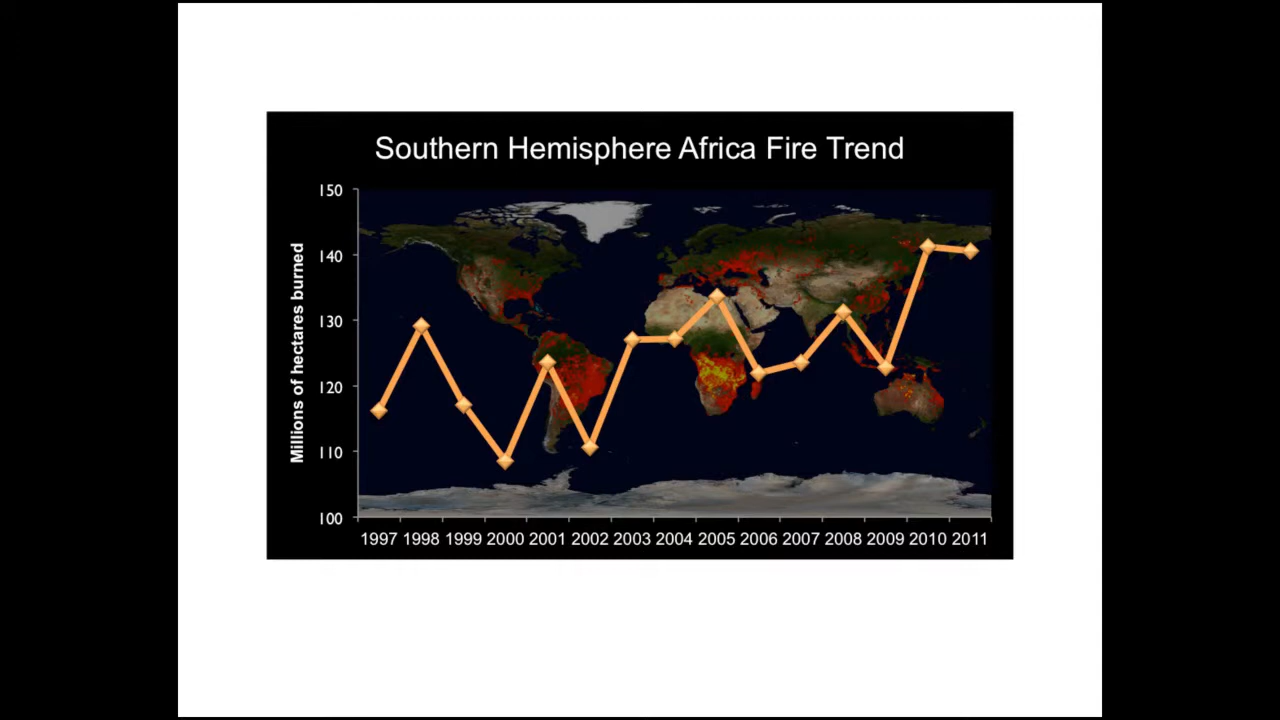 Southern Hemisphere Africa Fire Trend
Millions of hectares burned
150
140
130
120
110
100
1997 1998 1999 2000 2001 2002 2003 2004 2005 2006 2007 2008 2009 2010 2011